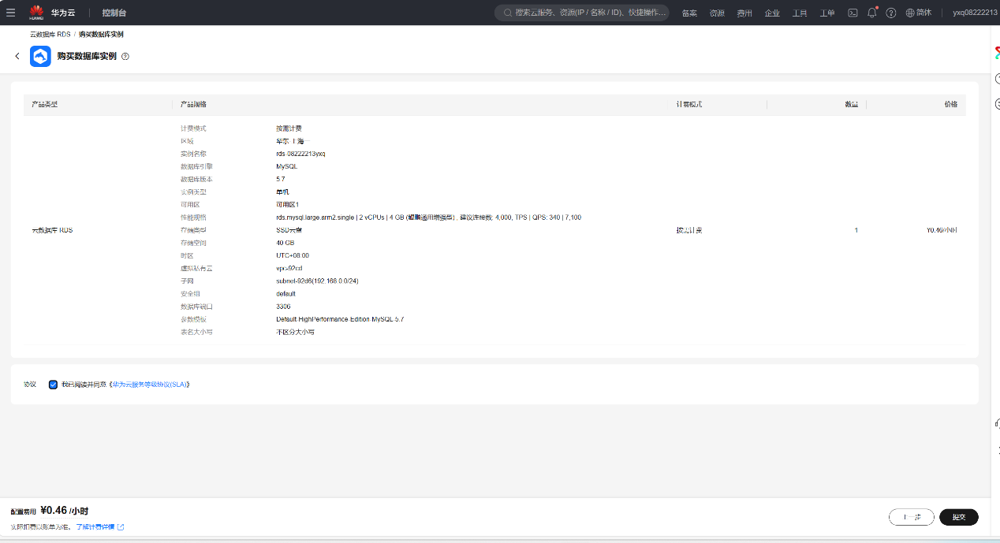 HUAWEI 华为云 控制台 搜索云服务、资源(IP / 名称 / ID)、快捷操作... 备案 资源 费用 企业 工具 工单 简体 yxq08222213
云数据库 RDS / 购买数据库实例
购买数据库实例
产品类型 产品规格 计费模式 数量 价格
计费模式 按需计费
区域 华东-上海一
实例名称 rds-08222213yxq
数据库引擎 MySQL
数据库版本 5.7
实例类型 单机
可用区 可用区1
性能规格 rds.mysql.large.arm2.single | 2 vCPUs | 4 GB (鲲鹏通用增强型) , 建议连接数: 4,000, TPS | QPS: 340 | 7,100
云数据库 RDS 存储类型 SSD云盘 按需计费 1 ¥0.46/小时
存储空间 40 GB
时区 UTC+08:00
虚拟私有云 vpc-92cd
子网 subnet-92d6(192.168.0.0/24)
安全组 default
数据库端口 3306
参数模板 Default-HighPerformance-Edition-MySQL-5.7
表名大小写 不区分大小写
协议 我已阅读并同意《华为云服务等级协议(SLA)》
配置费用 ¥0.46 /小时
实际扣费以账单为准。 了解计费详情
上一步 提交